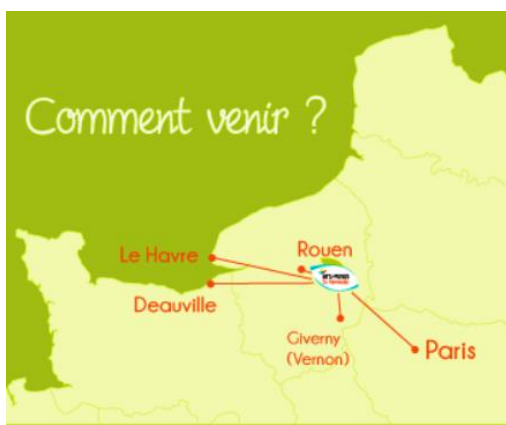 Comment venir ?
Le Havre
Rouen
Deauville
Giverny
(Vernon)
Paris